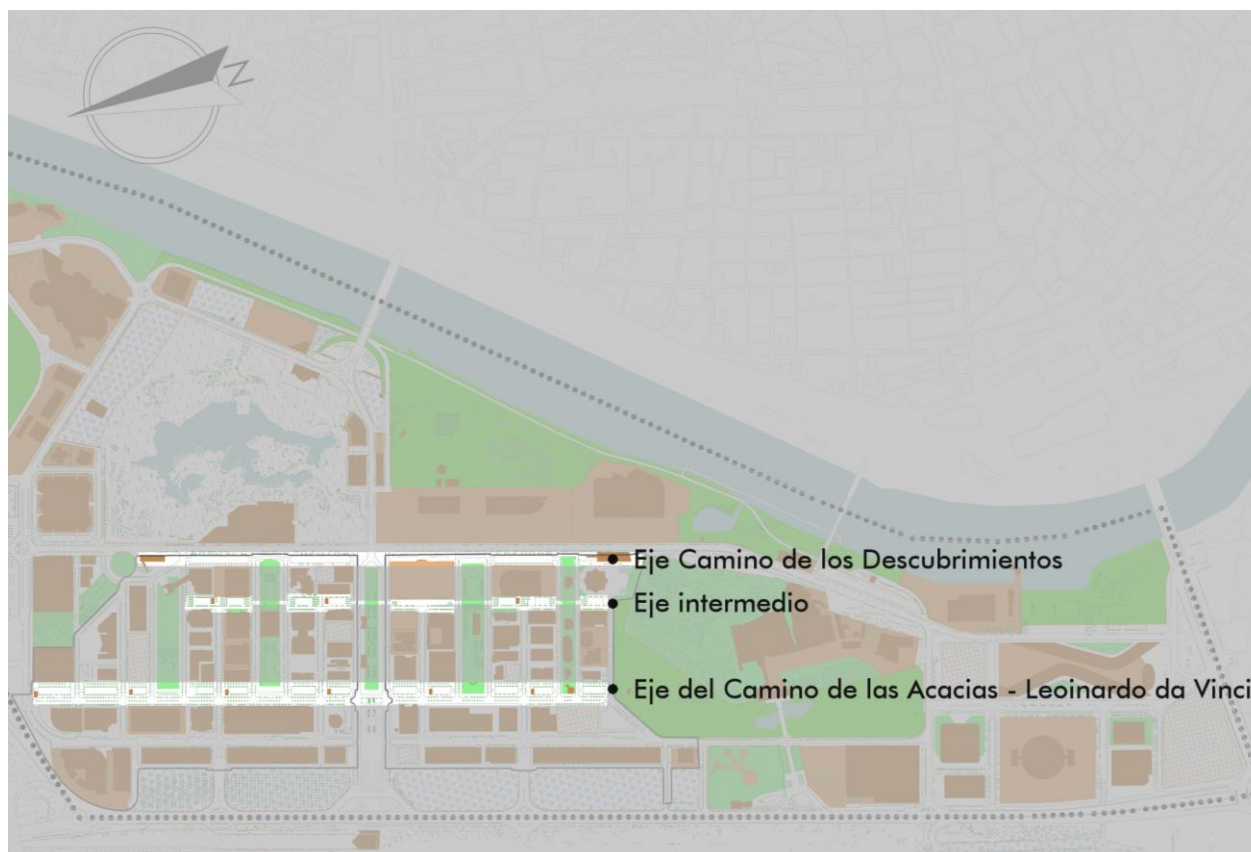 N
Eje Camino de los Descubrimientos
Eje intermedio
Eje del Camino de las Acacias - Leoinardo da Vinci